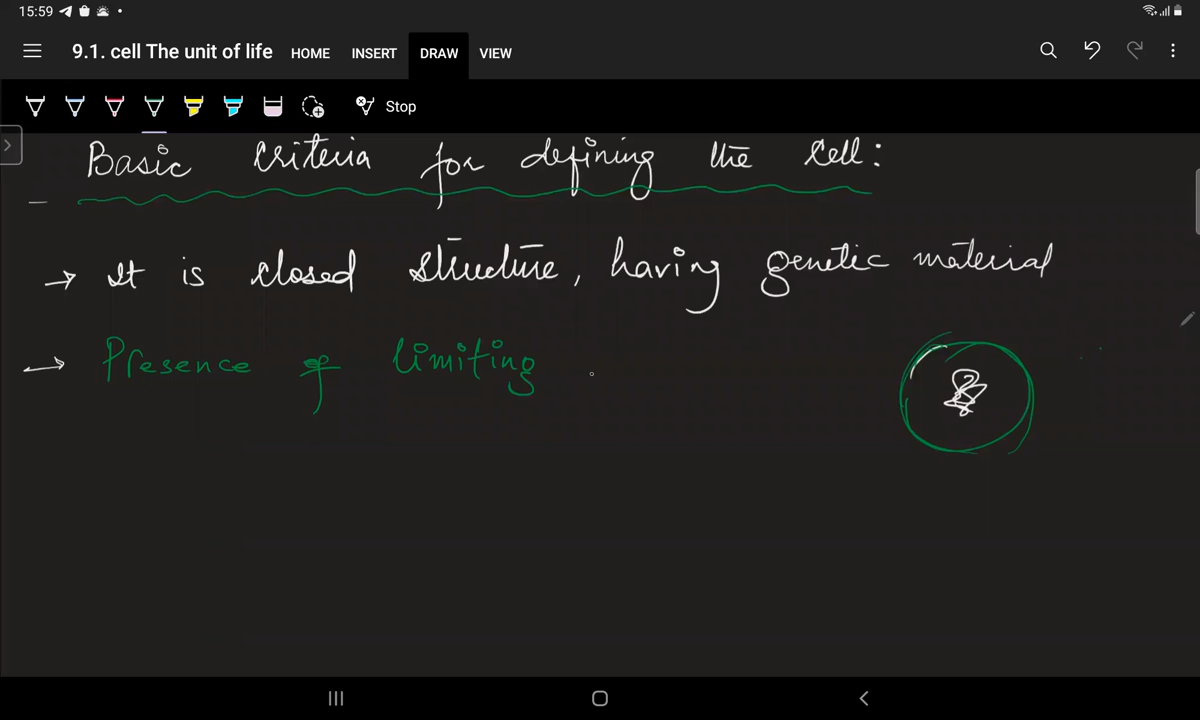 15:59
9.1. cell The unit of life HOME INSERT DRAW VIEW
Stop
Basic criteria for defining the cell:
→ It is closed structure, having genetic material
→ Presence of limiting